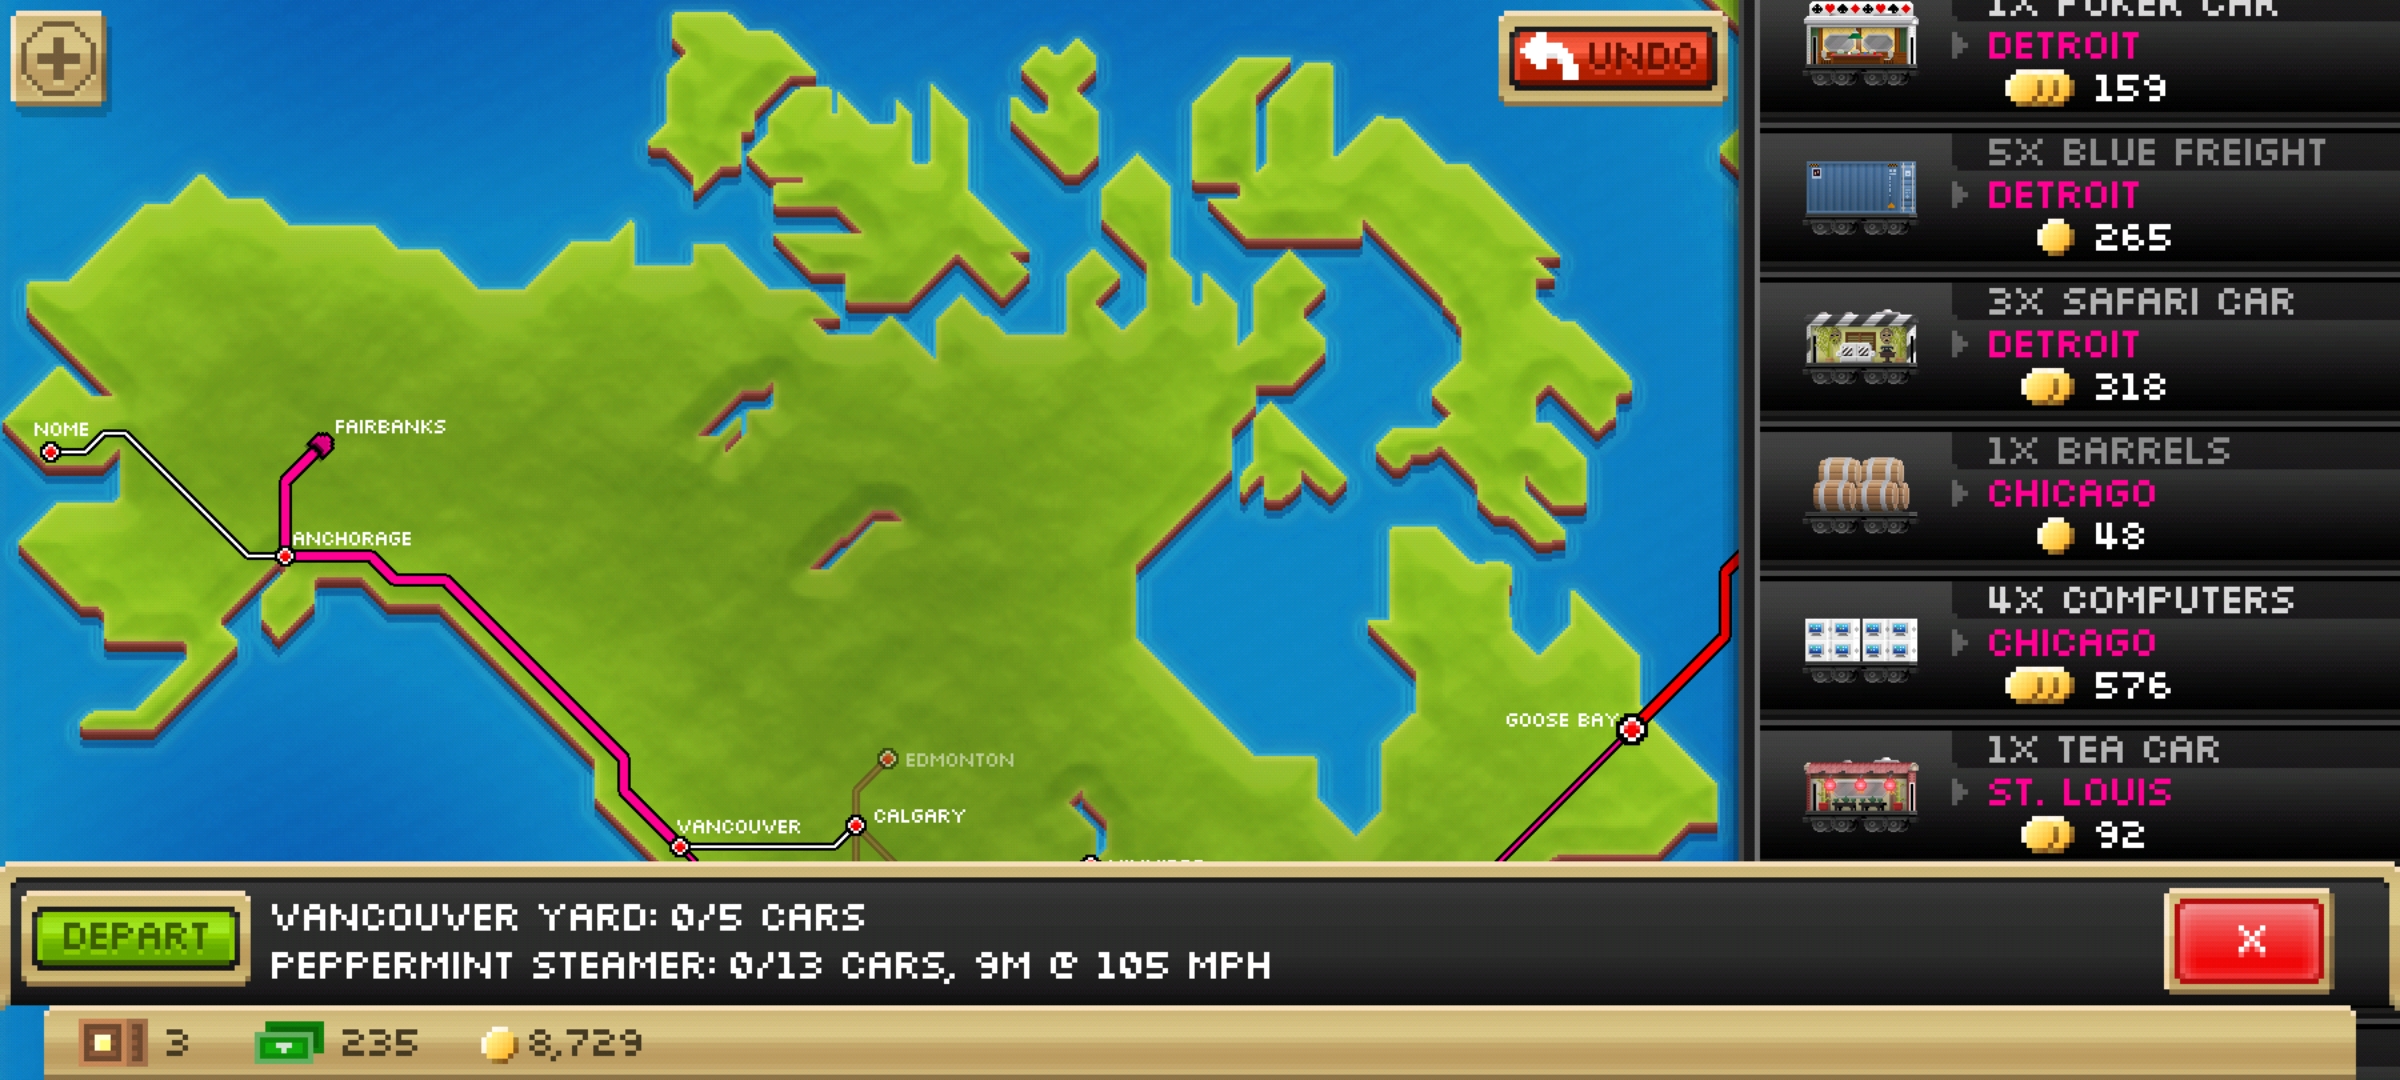 UNDO
1X POKER CAR
DETROIT
159
5X BLUE FREIGHT
DETROIT
265
3X SAFARI CAR
DETROIT
318
1X BARRELS
CHICAGO
48
4X COMPUTERS
CHICAGO
576
1X TEA CAR
ST. LOUIS
92
NOME
FAIRBANKS
ANCHORAGE
GOOSE BAY
EDMONTON
CALGARY
VANCOUVER
DEPART
VANCOUVER YARD: 0/5 CARS
PEPPERMINT STEAMER: 0/13 CARS, 9M @ 105 MPH
X
3
235
8,729